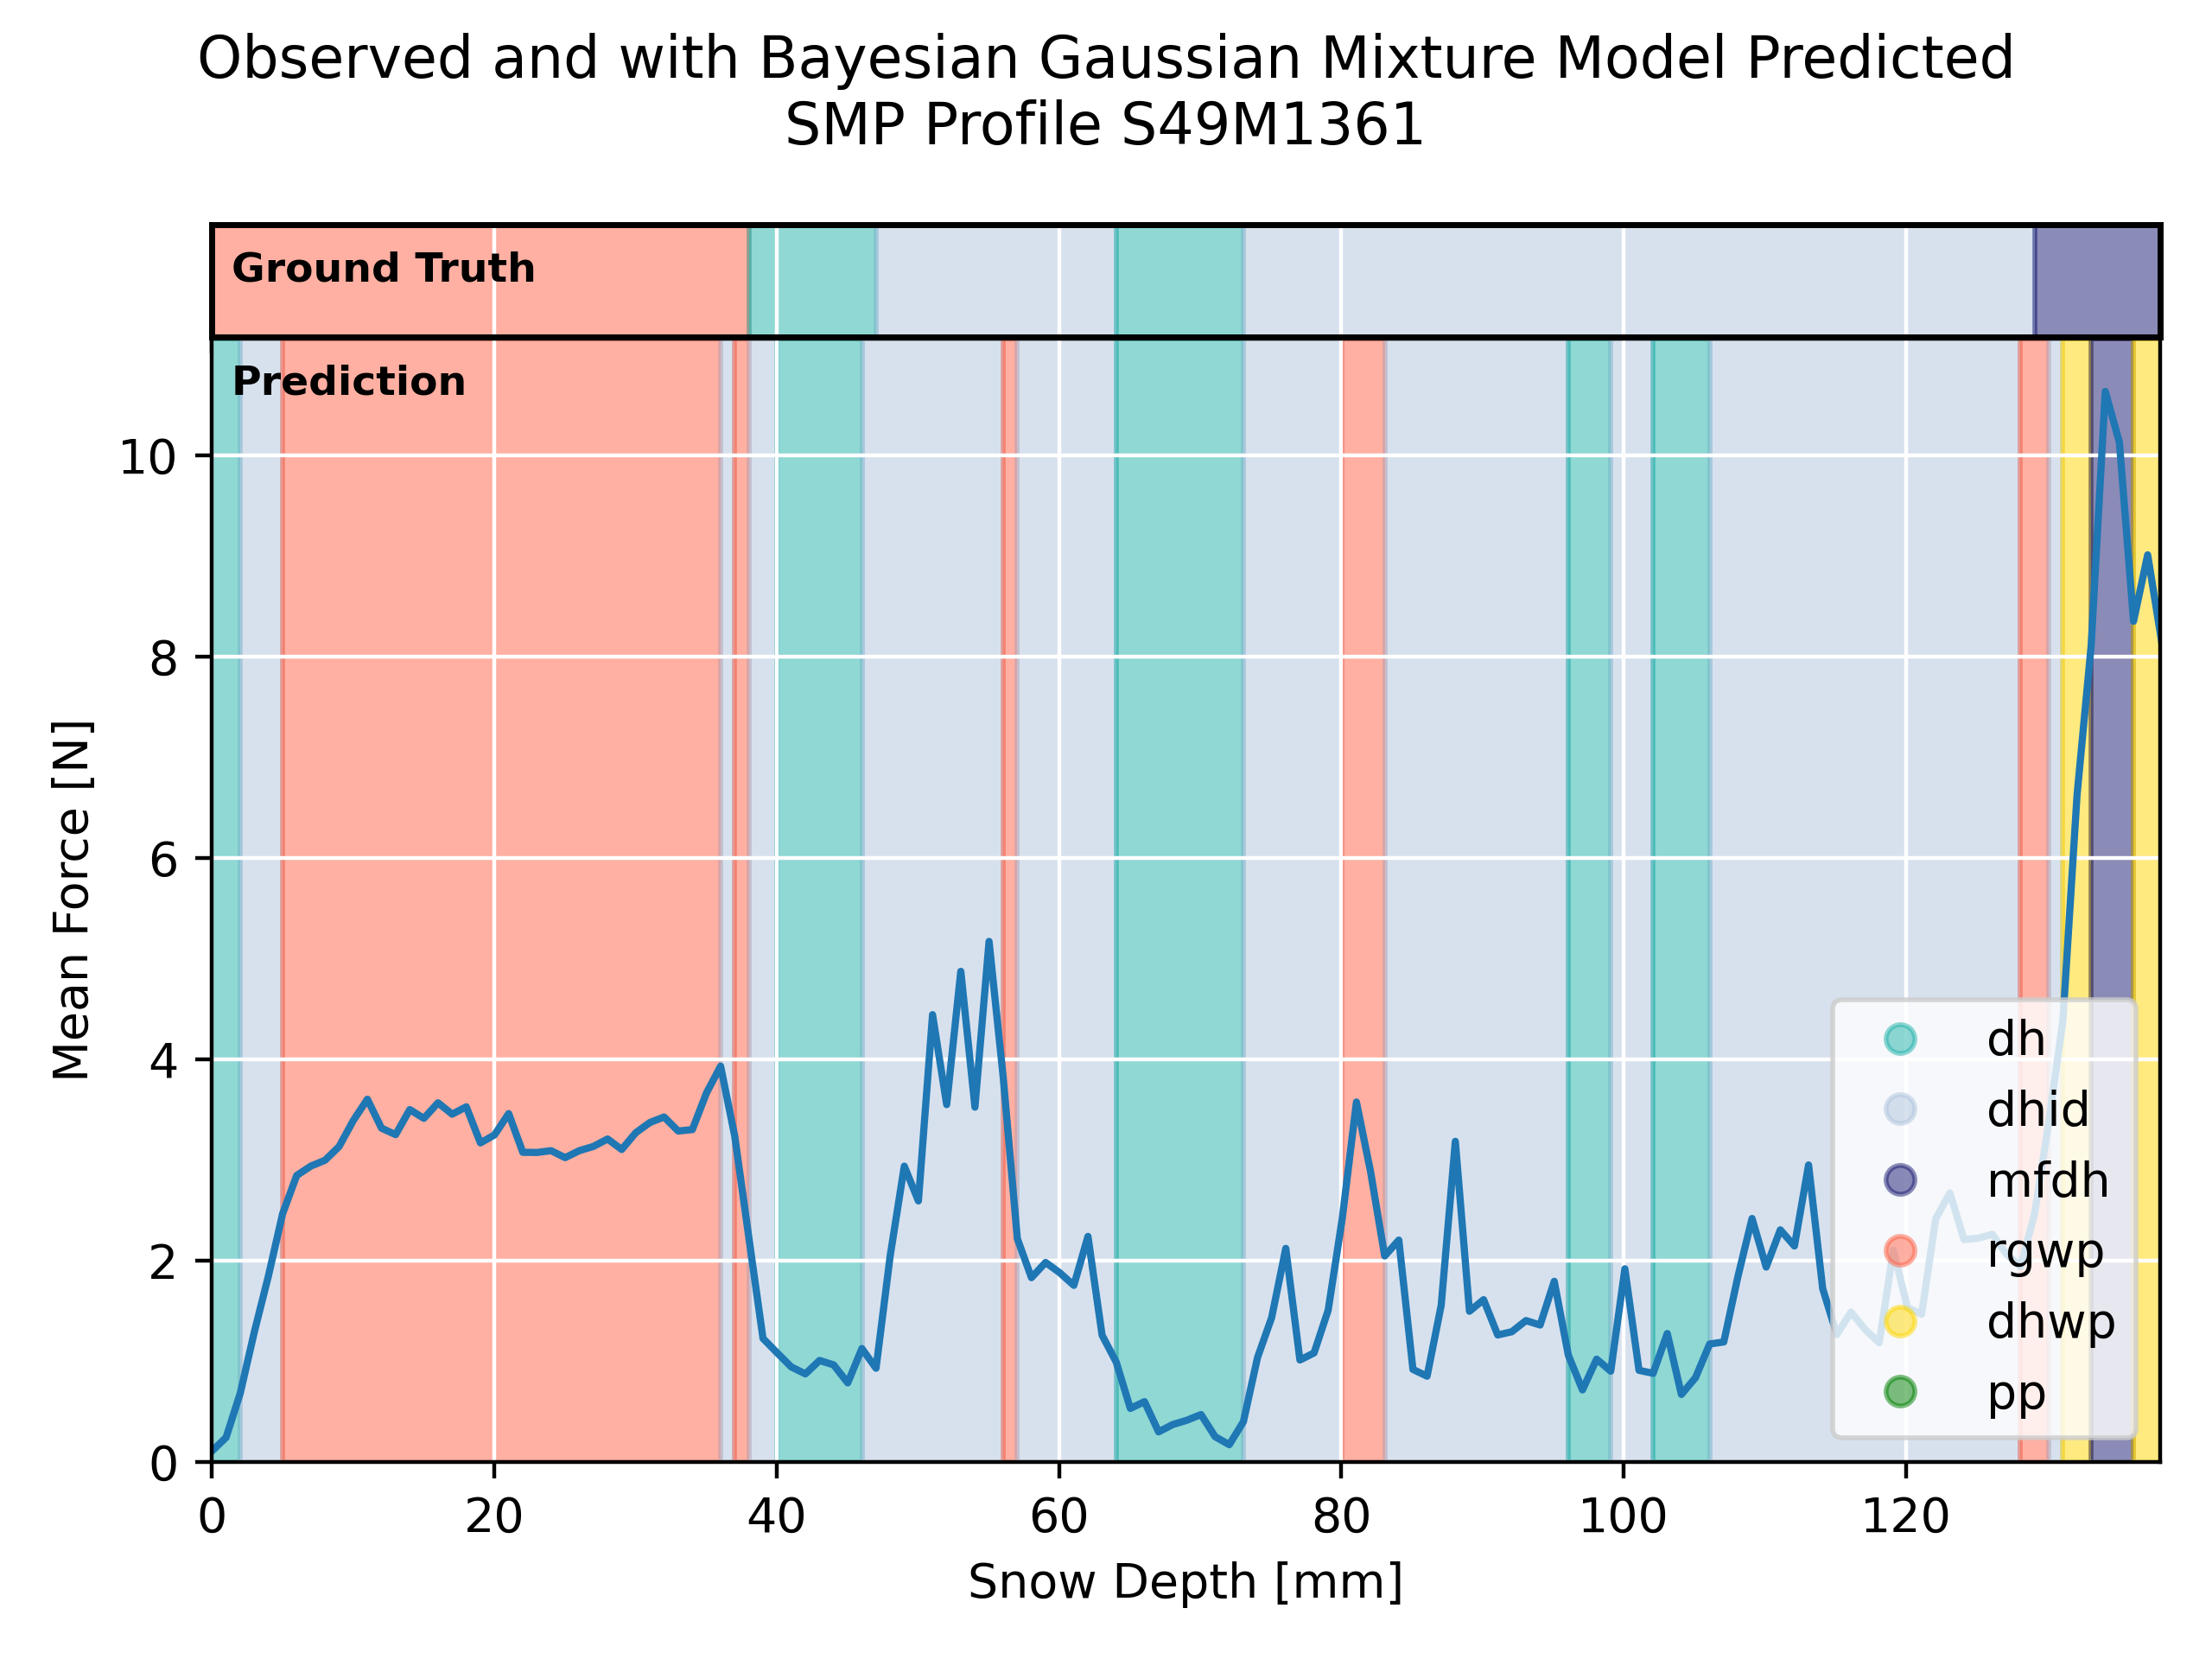 Observed and with Bayesian Gaussian Mixture Model Predicted
SMP Profile S49M1361
Ground Truth
Prediction
10
8
6
4
2
0
Mean Force [N]
dh
dhid
mfdh
rgwp
dhwp
pp
0 20 40 60 80 100 120
Snow Depth [mm]